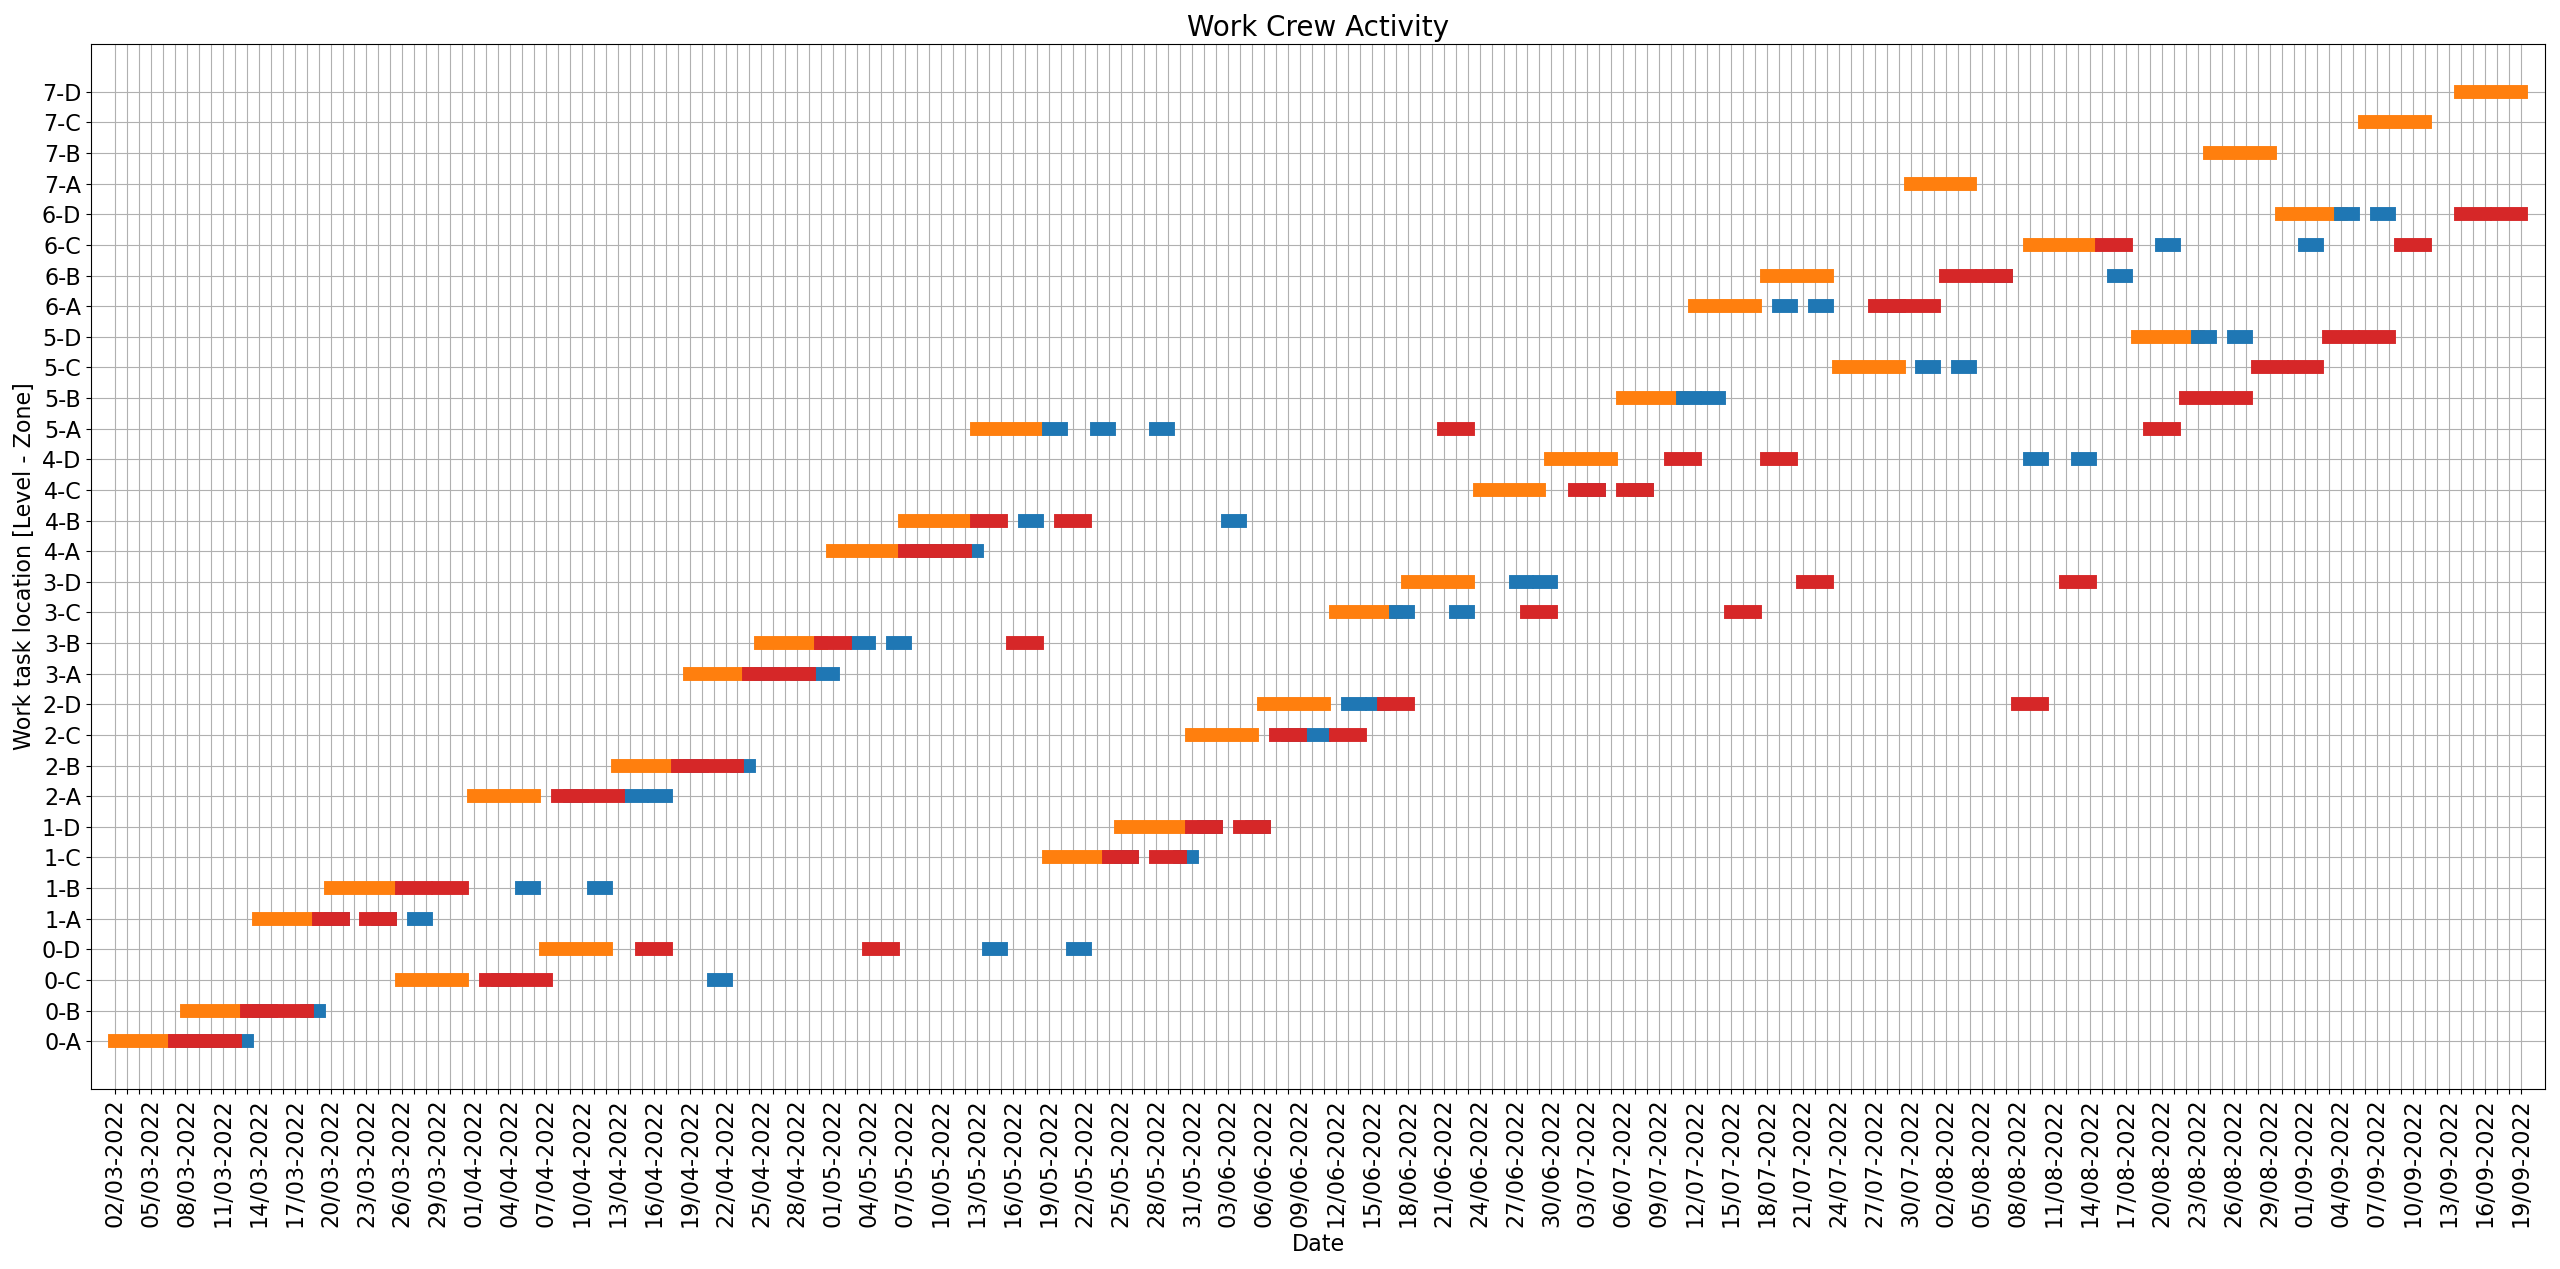 Work Crew Activity
Work task location [Level - Zone]
7-D
7-C
7-B
7-A
6-D
6-C
6-B
6-A
5-D
5-C
5-B
5-A
4-D
4-C
4-B
4-A
3-D
3-C
3-B
3-A
2-D
2-C
2-B
2-A
1-D
1-C
1-B
1-A
0-D
0-C
0-B
0-A
02/03-2022
05/03-2022
08/03-2022
11/03-2022
14/03-2022
17/03-2022
20/03-2022
23/03-2022
26/03-2022
29/03-2022
01/04-2022
04/04-2022
07/04-2022
10/04-2022
13/04-2022
16/04-2022
19/04-2022
22/04-2022
25/04-2022
28/04-2022
01/05-2022
04/05-2022
07/05-2022
10/05-2022
13/05-2022
16/05-2022
19/05-2022
22/05-2022
25/05-2022
28/05-2022
31/05-2022
03/06-2022
06/06-2022
09/06-2022
12/06-2022
15/06-2022
18/06-2022
21/06-2022
24/06-2022
27/06-2022
30/06-2022
03/07-2022
06/07-2022
09/07-2022
12/07-2022
15/07-2022
18/07-2022
21/07-2022
24/07-2022
27/07-2022
30/07-2022
02/08-2022
05/08-2022
08/08-2022
11/08-2022
14/08-2022
17/08-2022
20/08-2022
23/08-2022
26/08-2022
29/08-2022
01/09-2022
04/09-2022
07/09-2022
10/09-2022
13/09-2022
16/09-2022
19/09-2022
Date